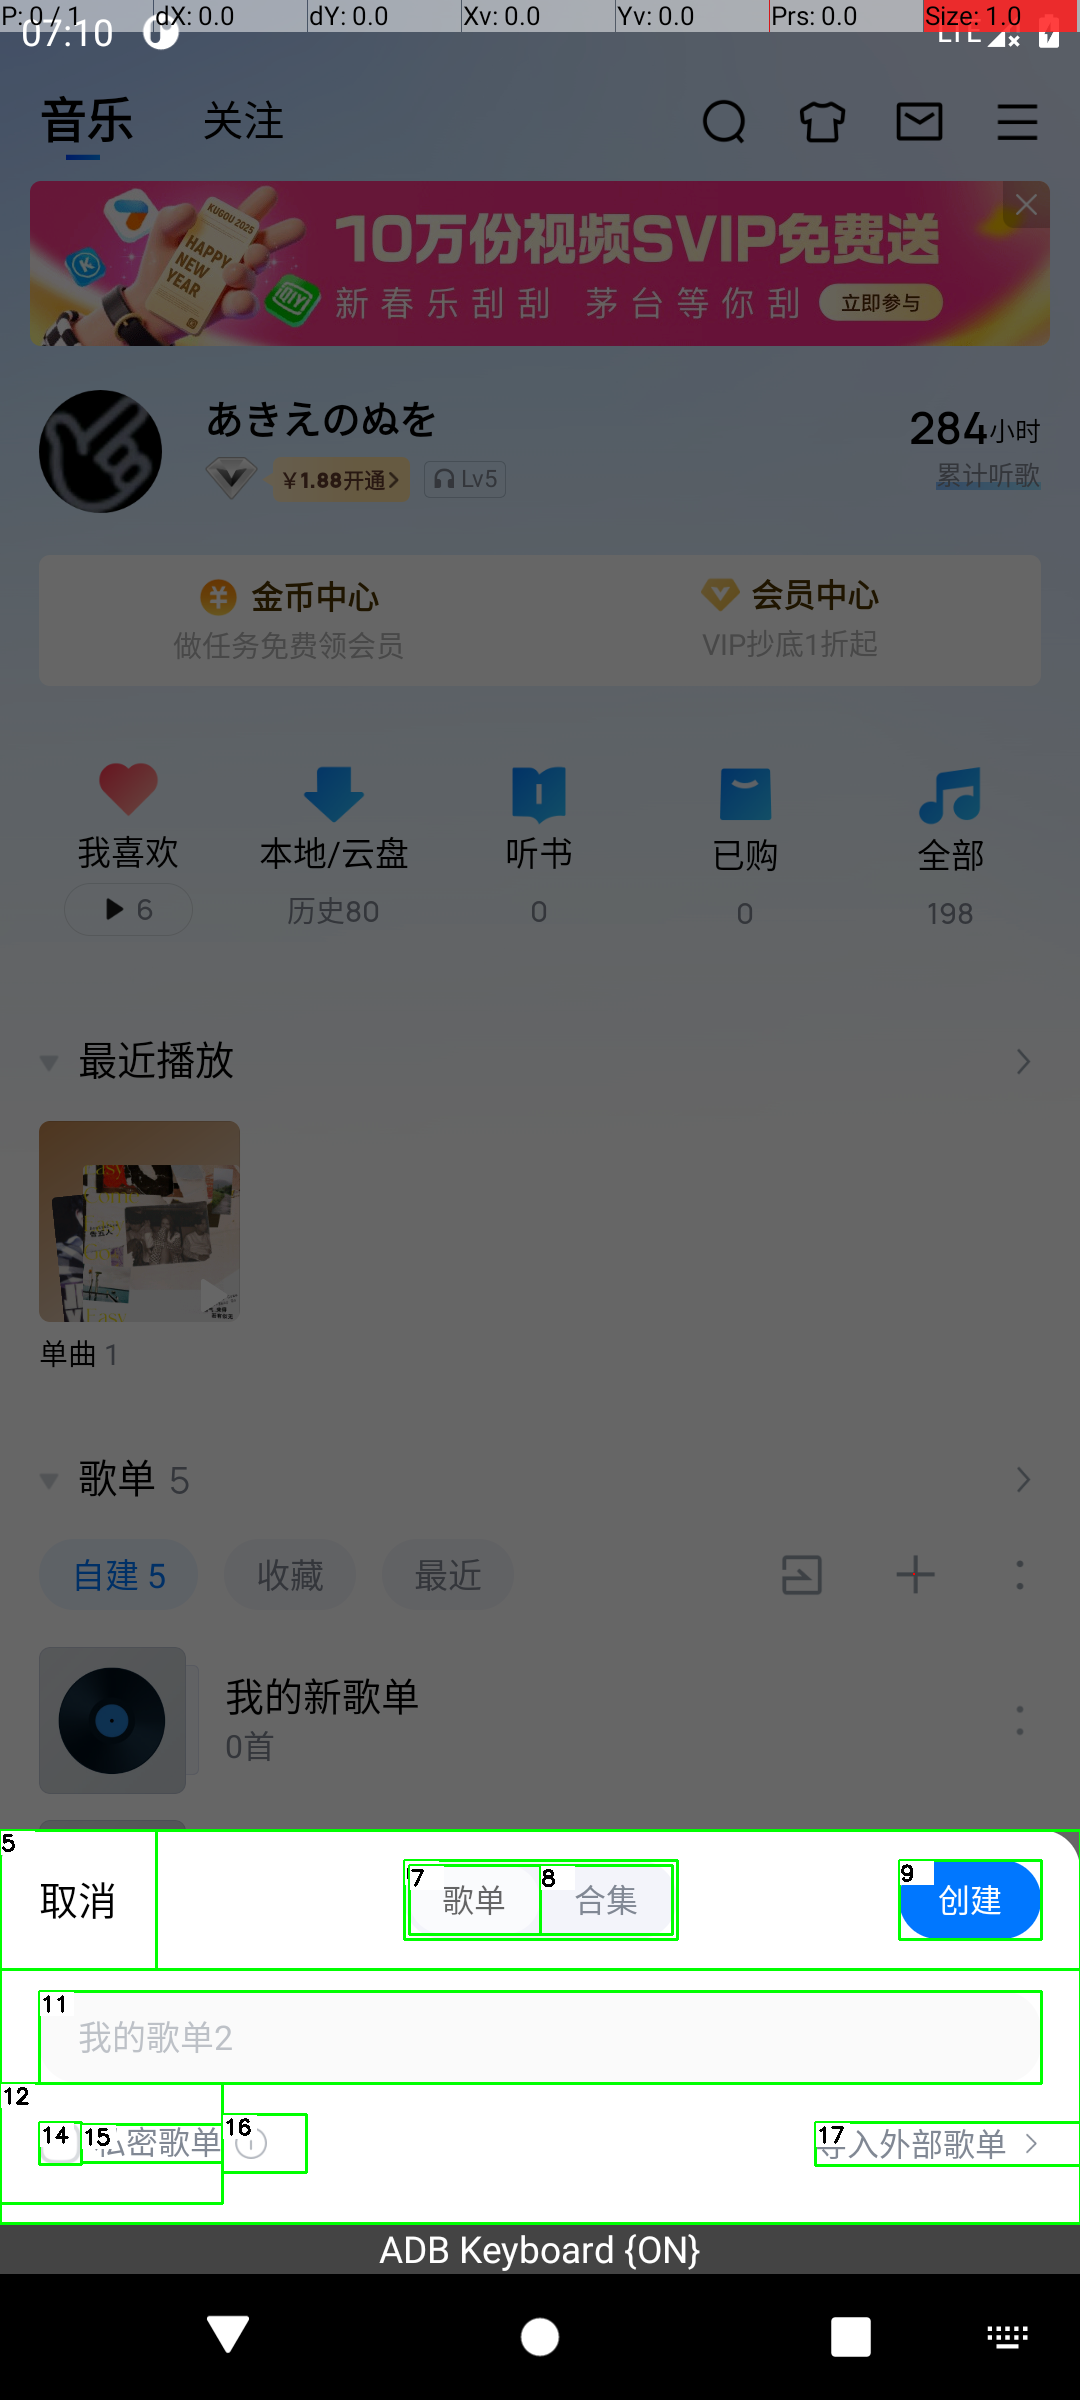 P: 0 / 1 dX: 0.0 dY: 0.0 Xv: 0.0 Yv: 0.0 Prs: 0.0 Size: 1.0
07:10 LTE
音乐 关注
KUGOU 2025
HAPPY
NEW
YEAR
10万份视频SVIP免费送
新春乐刮刮 茅台等你刮 立即参与
あきえのぬを
284小时
¥1.88开通 Lv5
累计听歌
金币中心 会员中心
做任务免费领会员 VIP抄底1折起
我喜欢 本地/云盘 听书 已购 全部
6 历史80 0 0 198
最近播放
单曲 1
歌单 5
自建 5 收藏 最近
我的新歌单
0首
5 7 8 9
取消 歌单 合集 创建
11
我的歌单2
12
14 15 私密歌单 16 17 导入外部歌单
ADB Keyboard {ON}